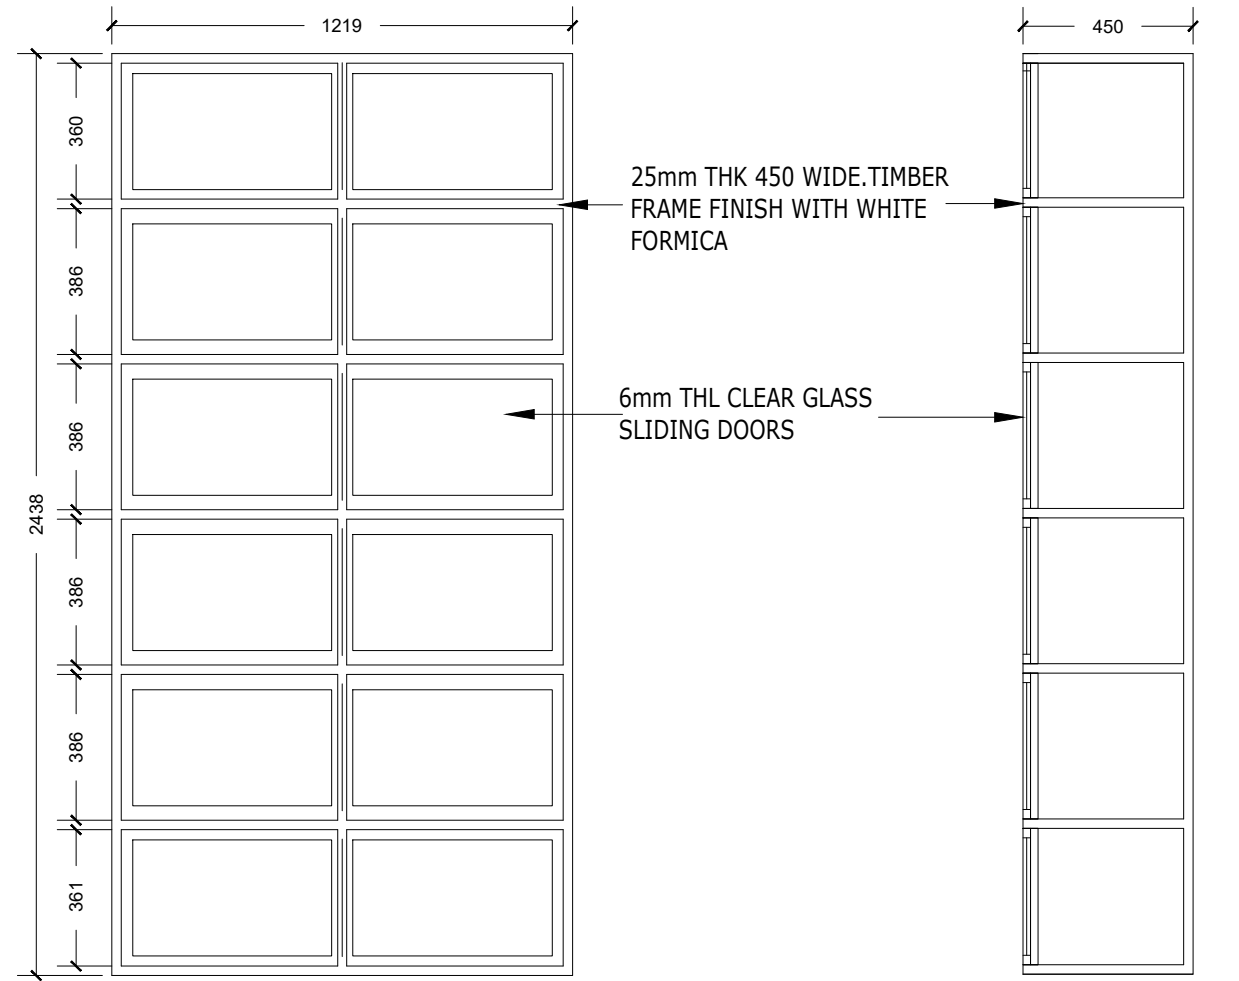 1219
450
360
25mm THK 450 WIDE.TIMBER
FRAME FINISH WITH WHITE
FORMICA
386
6mm THL CLEAR GLASS
SLIDING DOORS
386
2438
386
386
361